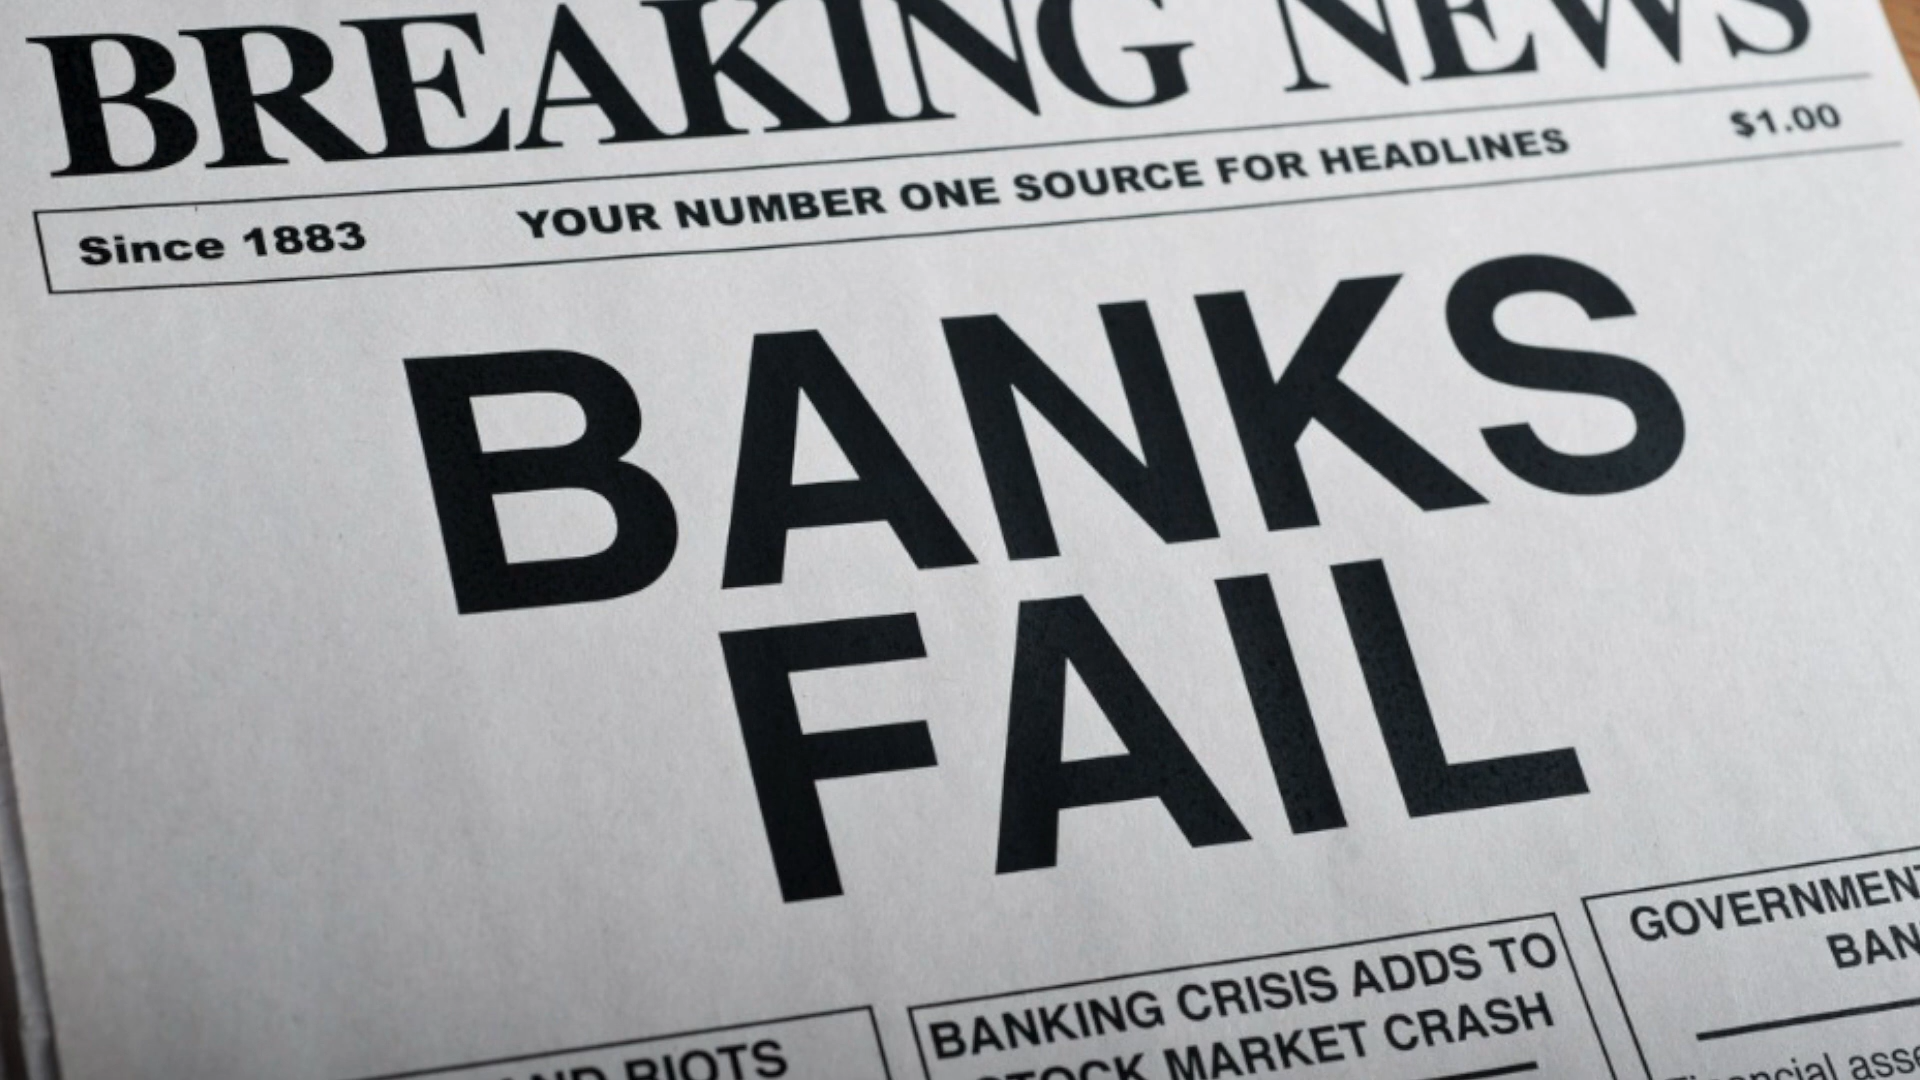 BREAKING NEWS
Since 1883 YOUR NUMBER ONE SOURCE FOR HEADLINES $1.00
BANKS
FAIL
RIOTS
BANKING CRISIS ADDS TO
MARKET CRASH
GOVERNMENT